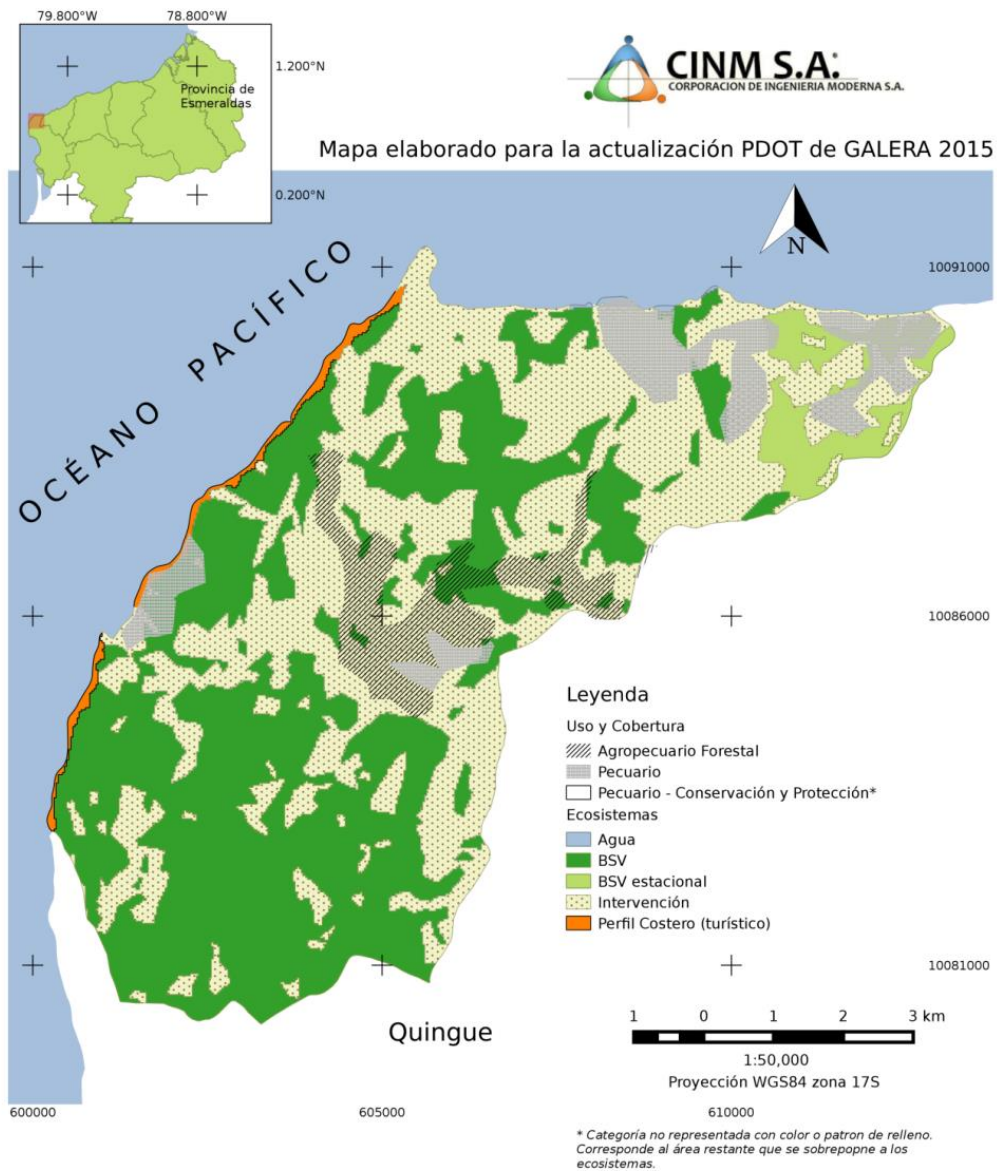 79.800°W
78.800°W
1.200°N
Provincia de
Esmeraldas
0.200°N
CINM S.A.
CORPORACION DE INGENIERIA MODERNA S.A.
Mapa elaborado para la actualización PDOT de GALERA 2015
N
OCÉANO PACÍFICO
10091000
10086000
Leyenda
Uso y Cobertura
Agropecuario Forestal
Pecuario
Pecuario - Conservación y Protección*
Ecosistemas
Agua
BSV
BSV estacional
Intervención
Perfil Costero (turístico)
10081000
Quingue
1 0 1 2 3 km
1:50,000
Proyección WGS84 zona 17S
600000
605000
610000
* Categoría no representada con color o patron de relleno.
Corresponde al área restante que se sobrepopne a los
ecosistemas.